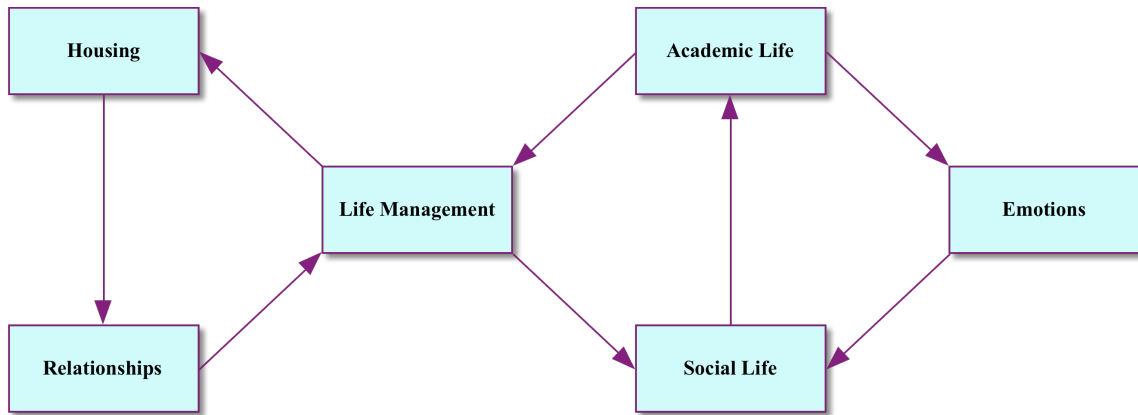 Housing
Academic Life
Life Management
Emotions
Relationships
Social Life